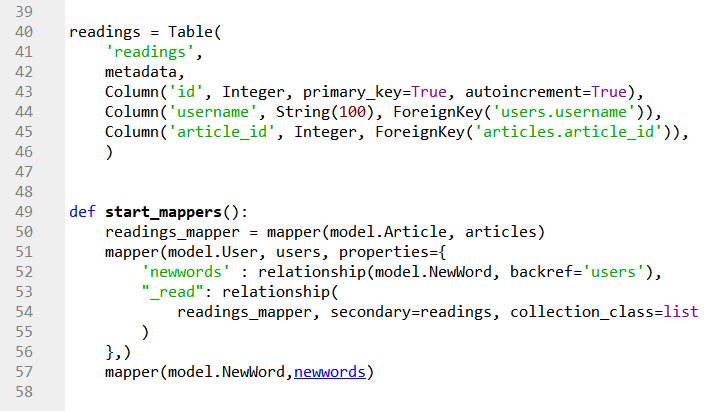 39
40 readings = Table(
41     'readings',
42     metadata,
43     Column('id', Integer, primary_key=True, autoincrement=True),
44     Column('username', String(100), ForeignKey('users.username')),
45     Column('article_id', Integer, ForeignKey('articles.article_id')),
46     )
47
48
49 def start_mappers():
50     readings_mapper = mapper(model.Article, articles)
51     mapper(model.User, users, properties={
52         'newwords' : relationship(model.NewWord, backref='users'),
53         "_read": relationship(
54             readings_mapper, secondary=readings, collection_class=list
55         )
56     },)
57     mapper(model.NewWord,newwords)
58